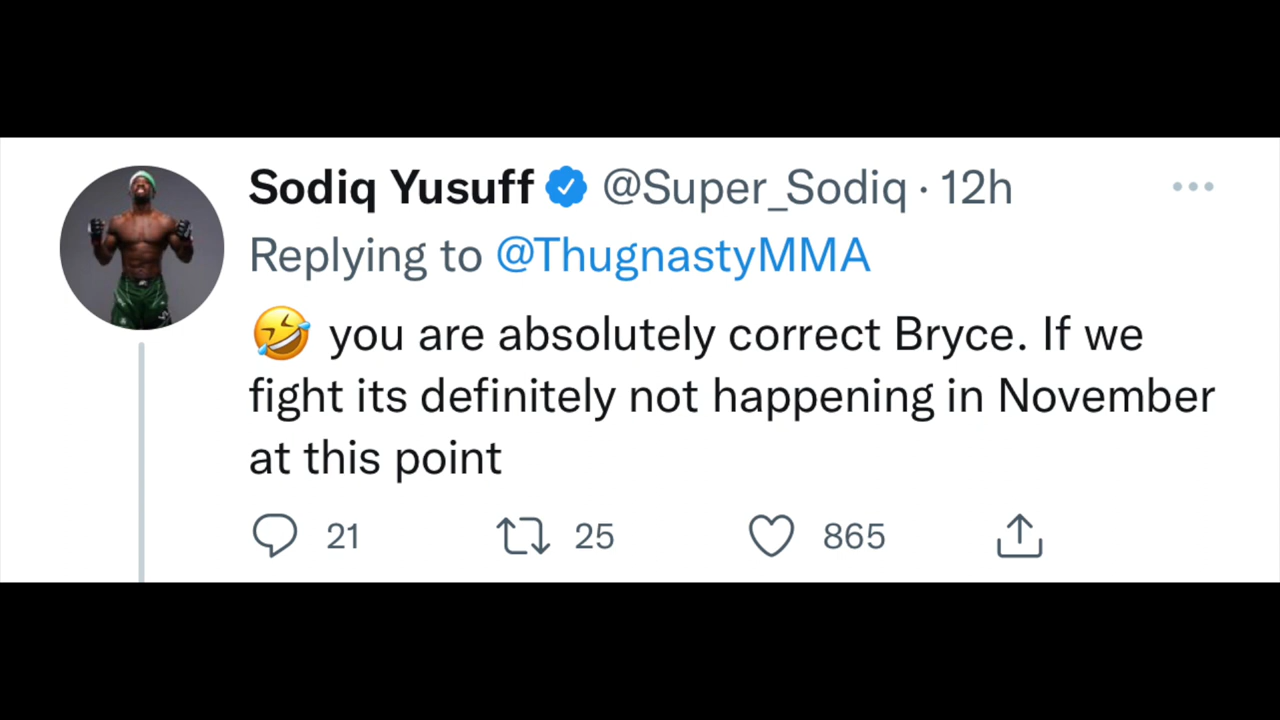 Sodiq Yusuff @Super_Sodiq · 12h
Replying to @ThugnastyMMA
🤣 you are absolutely correct Bryce. If we
fight its definitely not happening in November
at this point
21 25 865